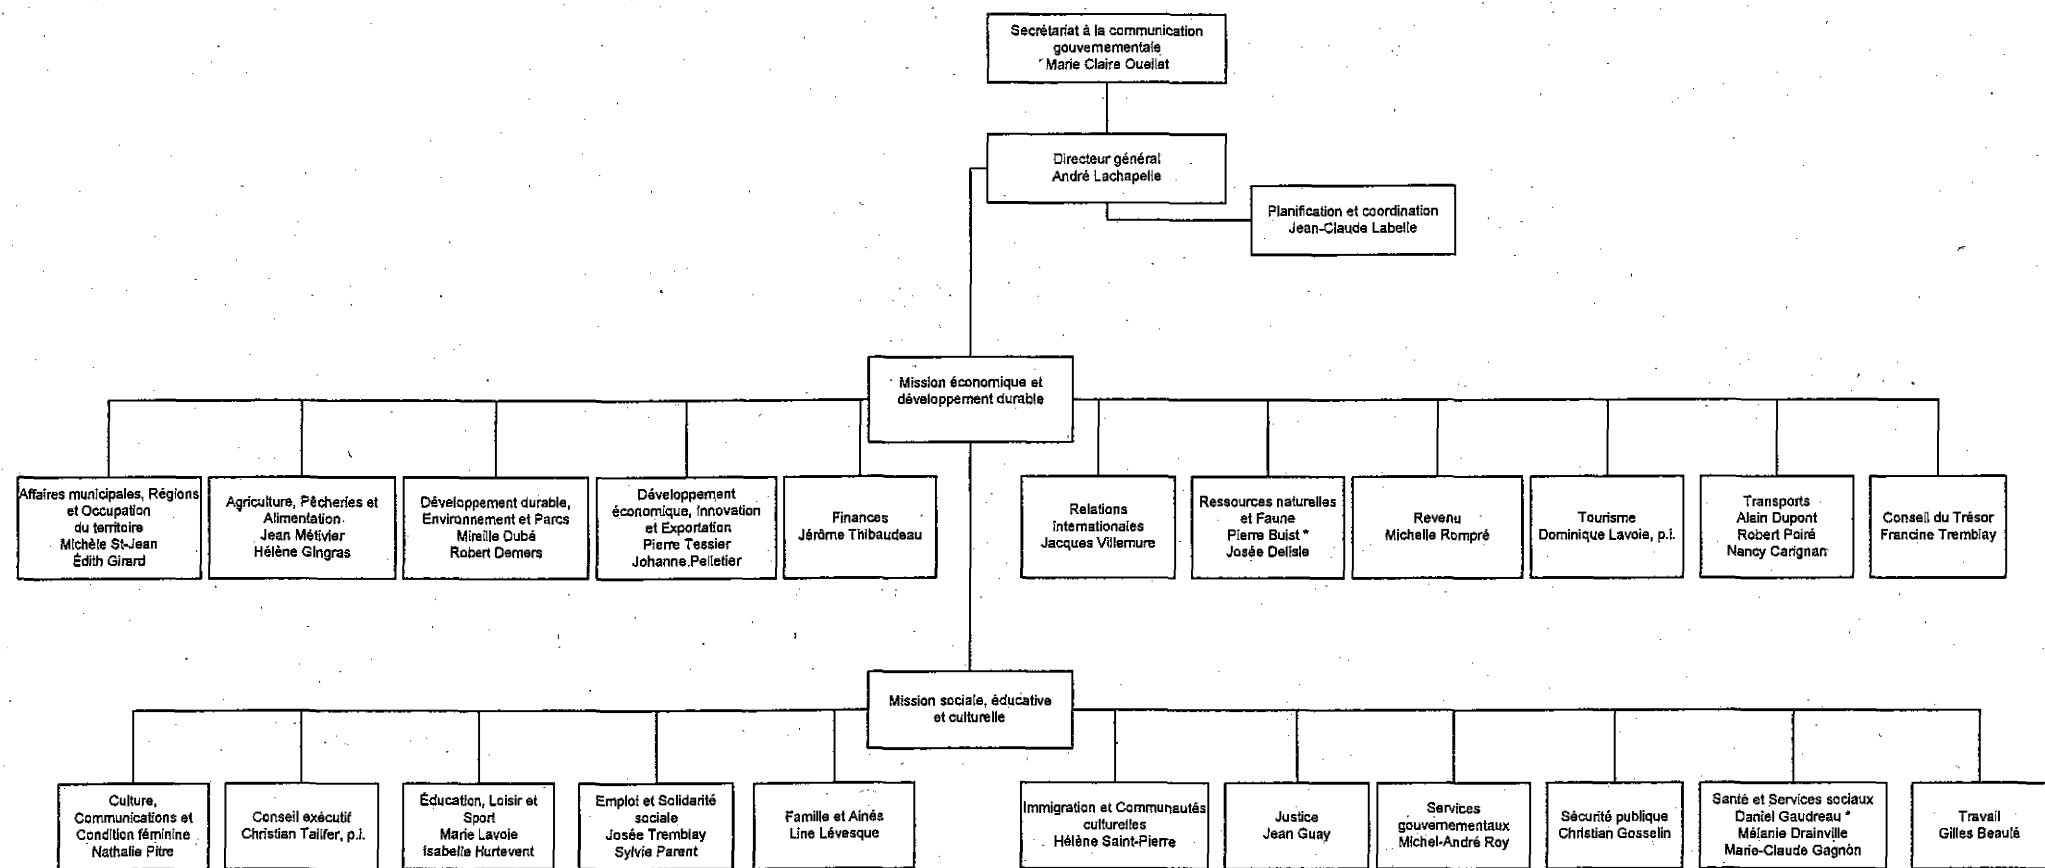 Secrétariat à la communication
gouvernementale
Marie Claire Ouellet
Directeur général
André Lachapelle
Planification et coordination
Jean-Claude Labelle
Mission économique et
développement durable
Affaires municipales, Régions
et Occupation
du territoire
Michèle St-Jean
Édith Girard
Agriculture, Pêcheries et
Alimentation
Jean Métivier
Hélène Gingras
Développement durable,
Environnement et Parcs
Mireille Dubé
Robert Demers
Développement
économique, Innovation
et Exportation
Pierre Tessier
Johanne Pelletier
Finances
Jérôme Thibaudeau
Relations
internationales
Jacques Villemure
Ressources naturelles
et Faune
Pierre Buist *
Josée Delisle
Revenu
Michelle Rompré
Tourisme
Dominique Lavoie, p.i.
Transports
Alain Dupont
Robert Poiré
Nancy Carignan
Conseil du Trésor
Francine Tremblay
Mission sociale, éducative
et culturelle
Culture,
Communications et
Condition féminine
Nathalie Pitre
Conseil exécutif
Christian Tailfer, p.i.
Éducation, Loisir et
Sport
Marie Lavoie
Isabelle Hurtevent
Emploi et Solidarité
sociale
Josée Tremblay
Sylvie Parent
Famille et Aînés
Line Lévesque
Immigration et Communautés
culturelles
Hélène Saint-Pierre
Justice
Jean Guay
Services
gouvernementaux
Michel-André Roy
Sécurité publique
Christian Gosselin
Santé et Services sociaux
Daniel Gaudreau *
Mélanie Drainville
Marie-Claude Gagnon
Travail
Gilles Beaulé